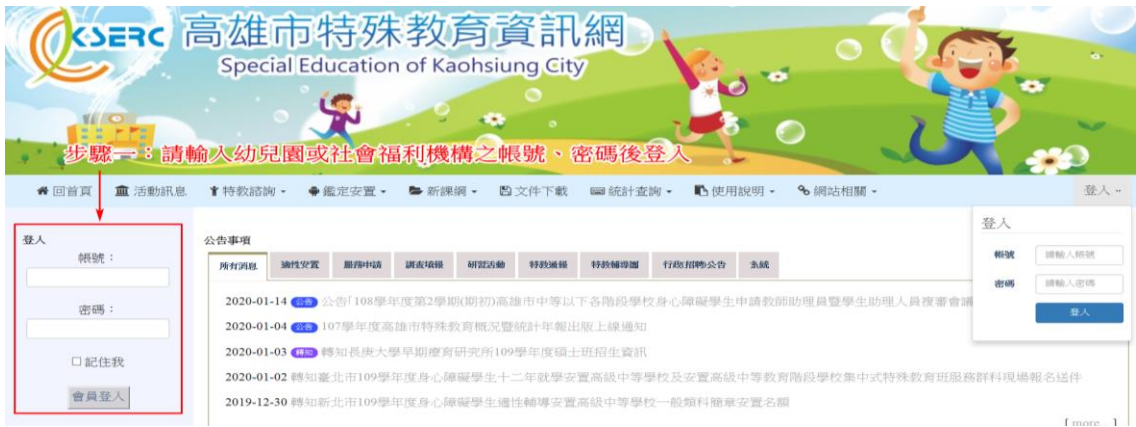 KSERC 高雄市特殊教育資訊網
Special Education of Kaohsiung City
步驟一：請輸入幼兒園或社會福利機構之帳號、密碼後登入
回首頁 活動訊息 特教諮詢 鑑定安置 新課綱 文件下載 統計查詢 使用說明 網站相關 登入
登入
帳號：
密碼：
記住我
會員登入
公告事項
所有消息 適性安置 服務申請 調查填報 研習活動 特教通報 特教輔導團 行政/招聘公告 系統
2020-01-14 公告 公告「108學年度第2學期(期初)高雄市中等以下各階段學校身心障礙學生申請教師助理員暨學生助理人員複審會議
2020-01-04 公告 107學年度高雄市特殊教育概況暨統計年報出版上線通知
2020-01-03 轉知 轉知長庚大學早期療育研究所109學年度碩士班招生資訊
2020-01-02 轉知臺北市109學年度身心障礙學生十二年就學安置高級中等學校及安置高級中等教育階段學校集中式特殊教育班服務群科現場報名送件
2019-12-30 轉知新北市109學年度身心障礙學生適性輔導安置高級中等學校一般類科簡章安置名額
[ more... ]
登入
帳號 請輸入帳號
密碼 請輸入密碼
登入